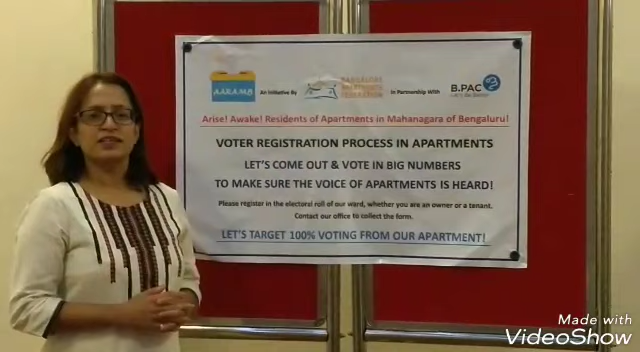 AARAMB
An Initiative By
BANGALORE
APARTMENTS
FEDERATION
In Partnership With
B.PAC
Arise! Awake! Residents of Apartments in Mahanagara of Bengaluru!
VOTER REGISTRATION PROCESS IN APARTMENTS
LET'S COME OUT & VOTE IN BIG NUMBERS
TO MAKE SURE THE VOICE OF APARTMENTS IS HEARD!
Please register in the electoral roll of our ward, whether you are an owner or a tenant.
Contact our office to collect the form.
LET'S TARGET 100% VOTING FROM OUR APARTMENT!
Made with
VideoShow